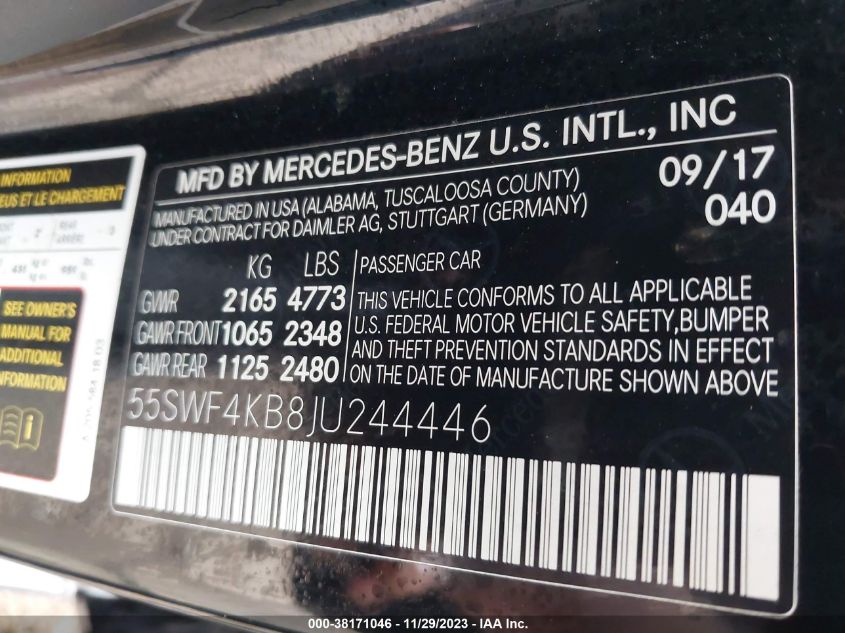 MFD BY MERCEDES-BENZ U.S. INTL., INC
MANUFACTURED IN USA (ALABAMA, TUSCALOOSA COUNTY)
UNDER CONTRACT FOR DAIMLER AG, STUTTGART (GERMANY)
09/17
040
KG LBS
GVWR 2165 4773
GAWR FRONT 1065 2348
GAWR REAR 1125 2480
PASSENGER CAR
THIS VEHICLE CONFORMS TO ALL APPLICABLE
U.S. FEDERAL MOTOR VEHICLE SAFETY,BUMPER
AND THEFT PREVENTION STANDARDS IN EFFECT
ON THE DATE OF MANUFACTURE SHOWN ABOVE
55SWF4KB8JU244446
INFORMATION
ET LE CHARGEMENT
SEE OWNER'S
MANUAL FOR
ADDITIONAL
INFORMATION
000-38171046 - 11/29/2023 - IAA Inc.